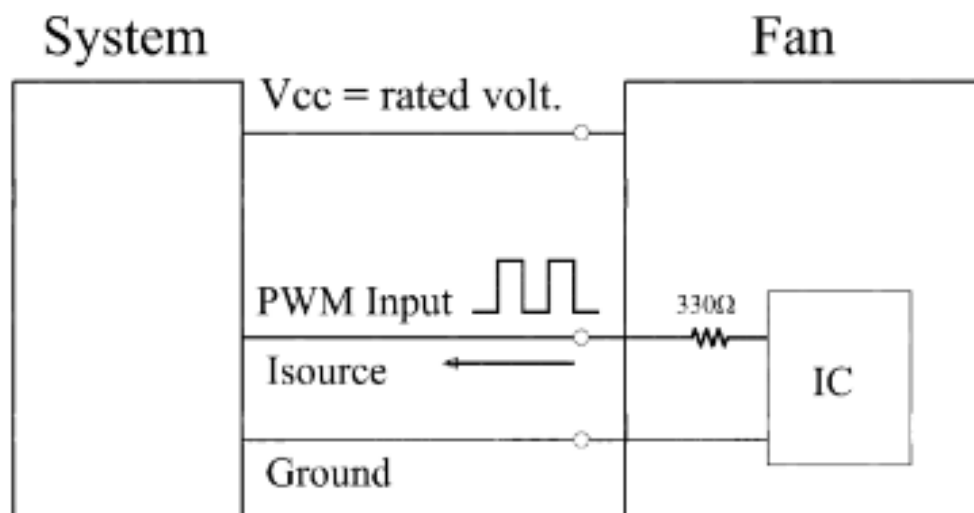 System
Fan
Vcc = rated volt.
PWM Input
330Ω
Isource
IC
Ground